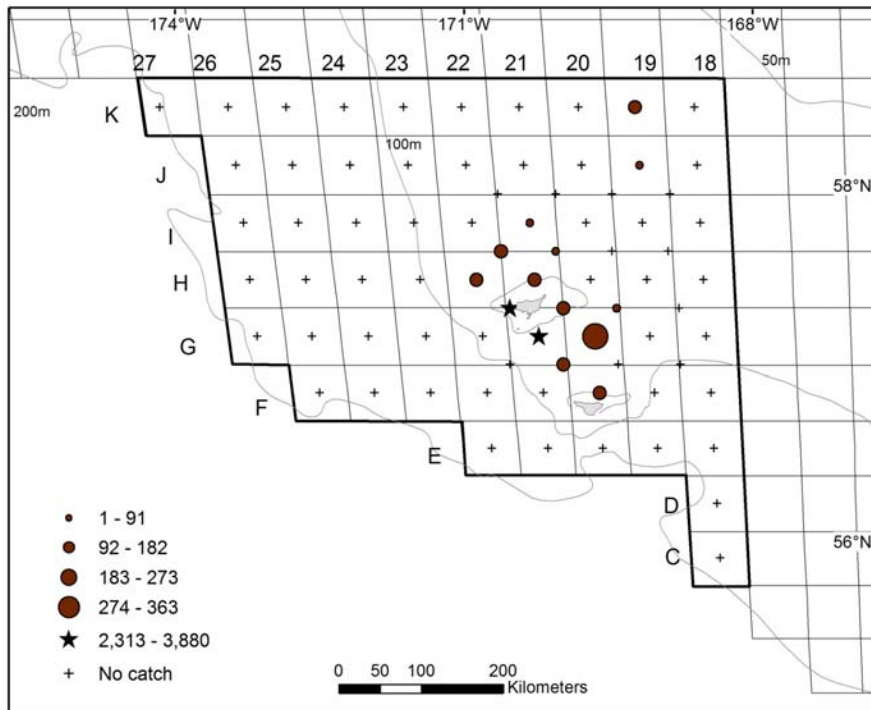 174°W 171°W 168°W
27 26 25 24 23 22 21 20 19 18
50m
200m
K
100m
J
58°N
I
H
G
F
E
D
56°N
C
1 - 91
92 - 182
183 - 273
274 - 363
2,313 - 3,880
No catch
0 50 100 200
Kilometers